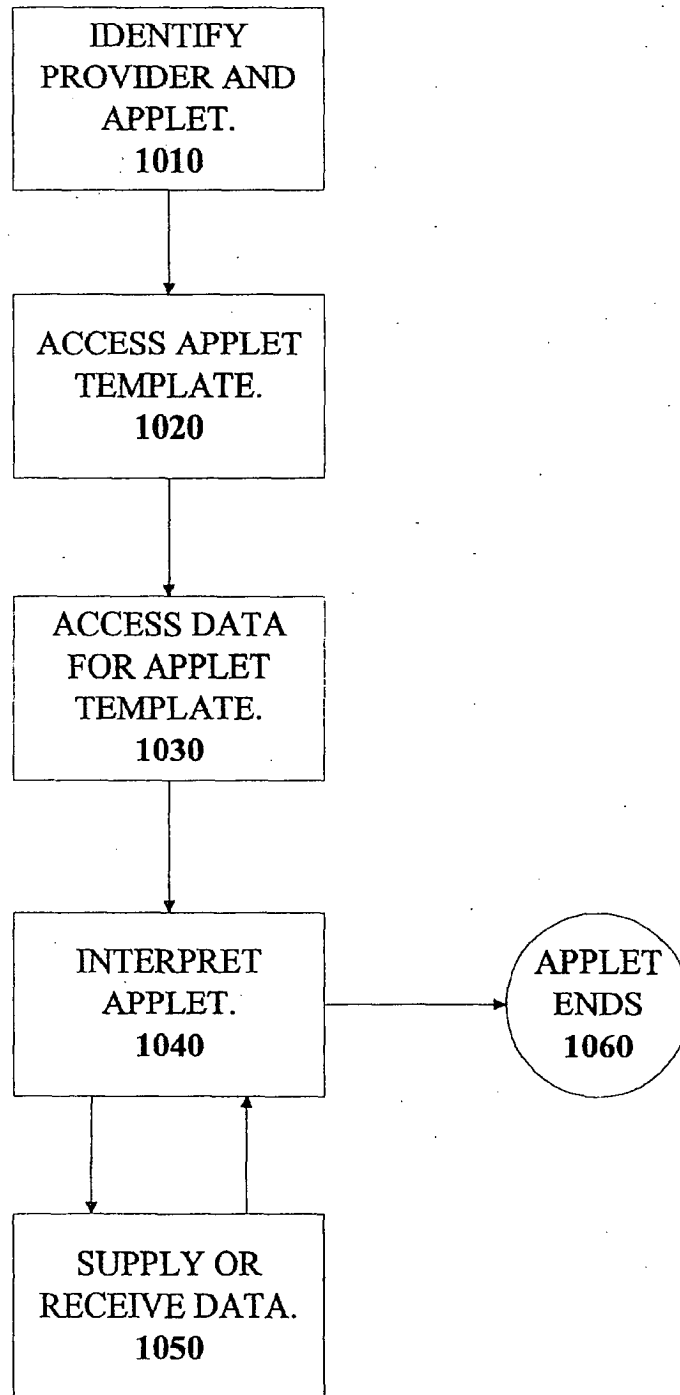 IDENTIFY
PROVIDER AND
APPLET.
1010
ACCESS APPLET
TEMPLATE.
1020
ACCESS DATA
FOR APPLET
TEMPLATE.
1030
INTERPRET
APPLET.
1040
APPLET
ENDS
1060
SUPPLY OR
RECEIVE DATA.
1050